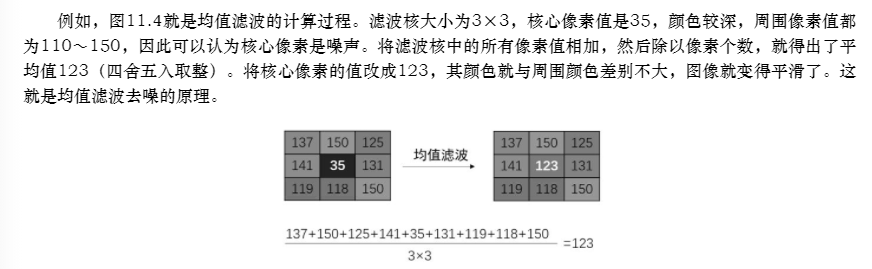 例如，图11.4就是均值滤波的计算过程。滤波核大小为3×3，核心像素值是35，颜色较深，周围像素值都
为110～150，因此可以认为核心像素是噪声。将滤波核中的所有像素值相加，然后除以像素个数，就得出了平
均值123（四舍五入取整）。将核心像素的值改成123，其颜色就与周围颜色差别不大，图像就变得平滑了。这
就是均值滤波去噪的原理。
137 150 125
141 35 131
119 118 150
均值滤波
137 150 125
141 123 131
119 118 150
137+150+125+141+35+131+119+118+150
=123
3×3